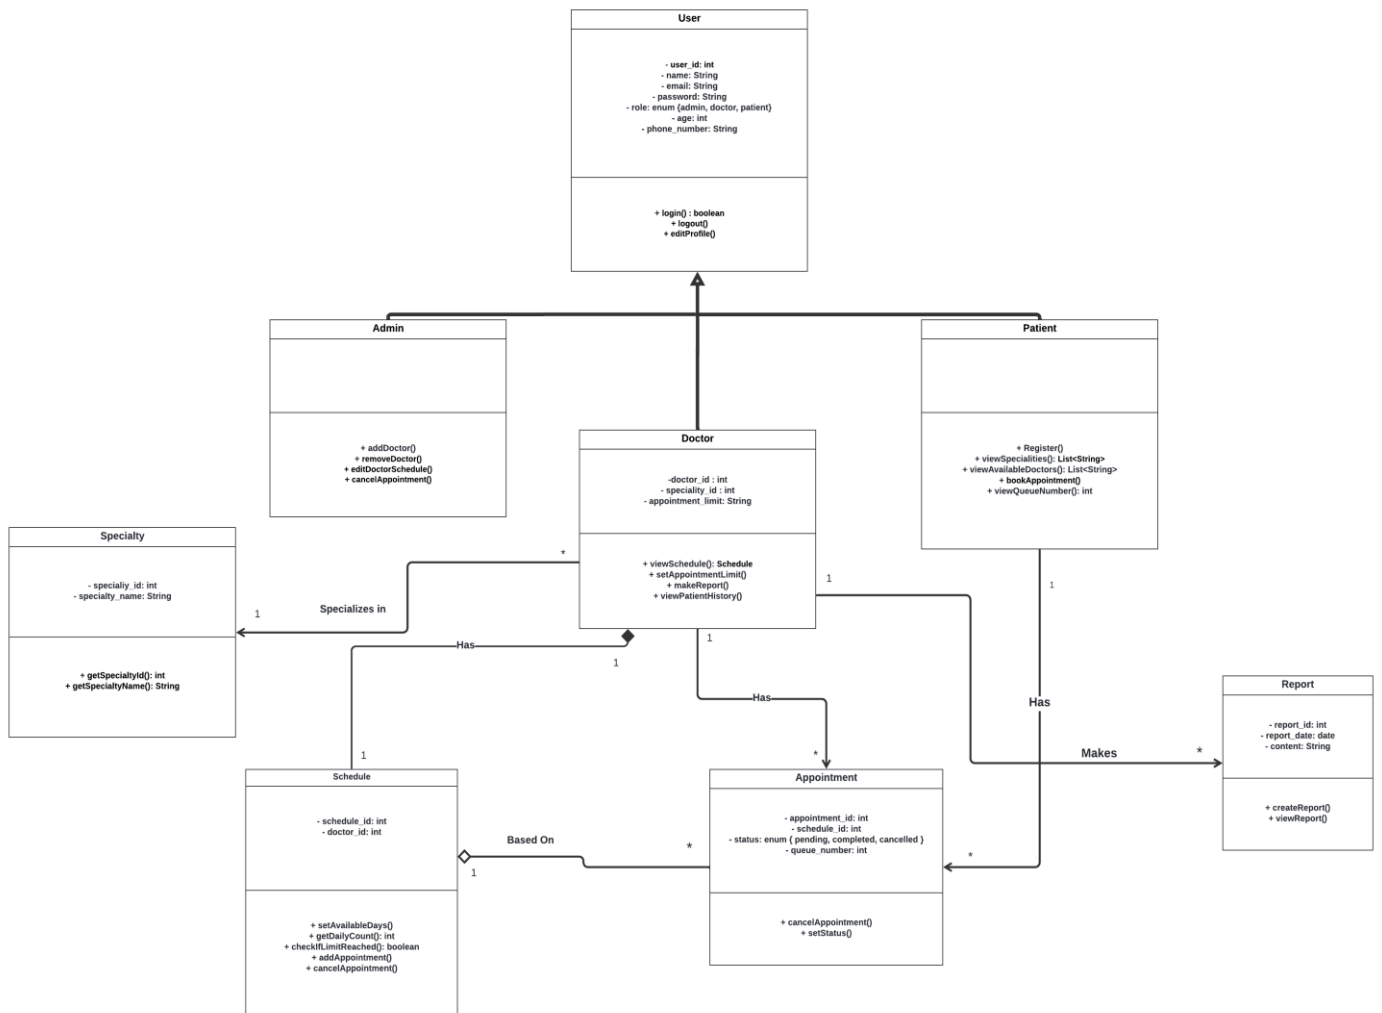 User
- user_id: int
- name: String
- email: String
- password: String
- role: enum {admin, doctor, patient}
- age: int
- phone_number: String
+ login() : boolean
+ logout()
+ editProfile()
Admin
+ addDoctor()
+ removeDoctor()
+ editDoctorSchedule()
+ cancelAppointment()
Patient
+ Register()
+ viewSpecialities(): List<String>
+ viewAvailableDoctors(): List<String>
+ bookAppointment()
+ viewQueueNumber(): int
Doctor
-doctor_id : int
- speciality_id : int
- appointment_limit: String
+ viewSchedule(): Schedule
+ setAppointmentLimit()
+ makeReport()
+ viewPatientHistory()
Specialty
- specialiy_id: int
- specialty_name: String
+ getSpecialtyId(): int
+ getSpecialtyName(): String
*
Specializes in
1
Has
1
1
1
Has
*
1
Makes
*
1
Has
*
Report
- report_id: int
- report_date: date
- content: String
+ createReport()
+ viewReport()
Schedule
- schedule_id: int
- doctor_id: int
+ setAvailableDays()
+ getDailyCount(): int
+ checkIfLimitReached(): boolean
+ addAppointment()
+ cancelAppointment()
Based On
*
1
Appointment
- appointment_id: int
- schedule_id: int
- status: enum { pending, completed, cancelled }
- queue_number: int
+ cancelAppointment()
+ setStatus()